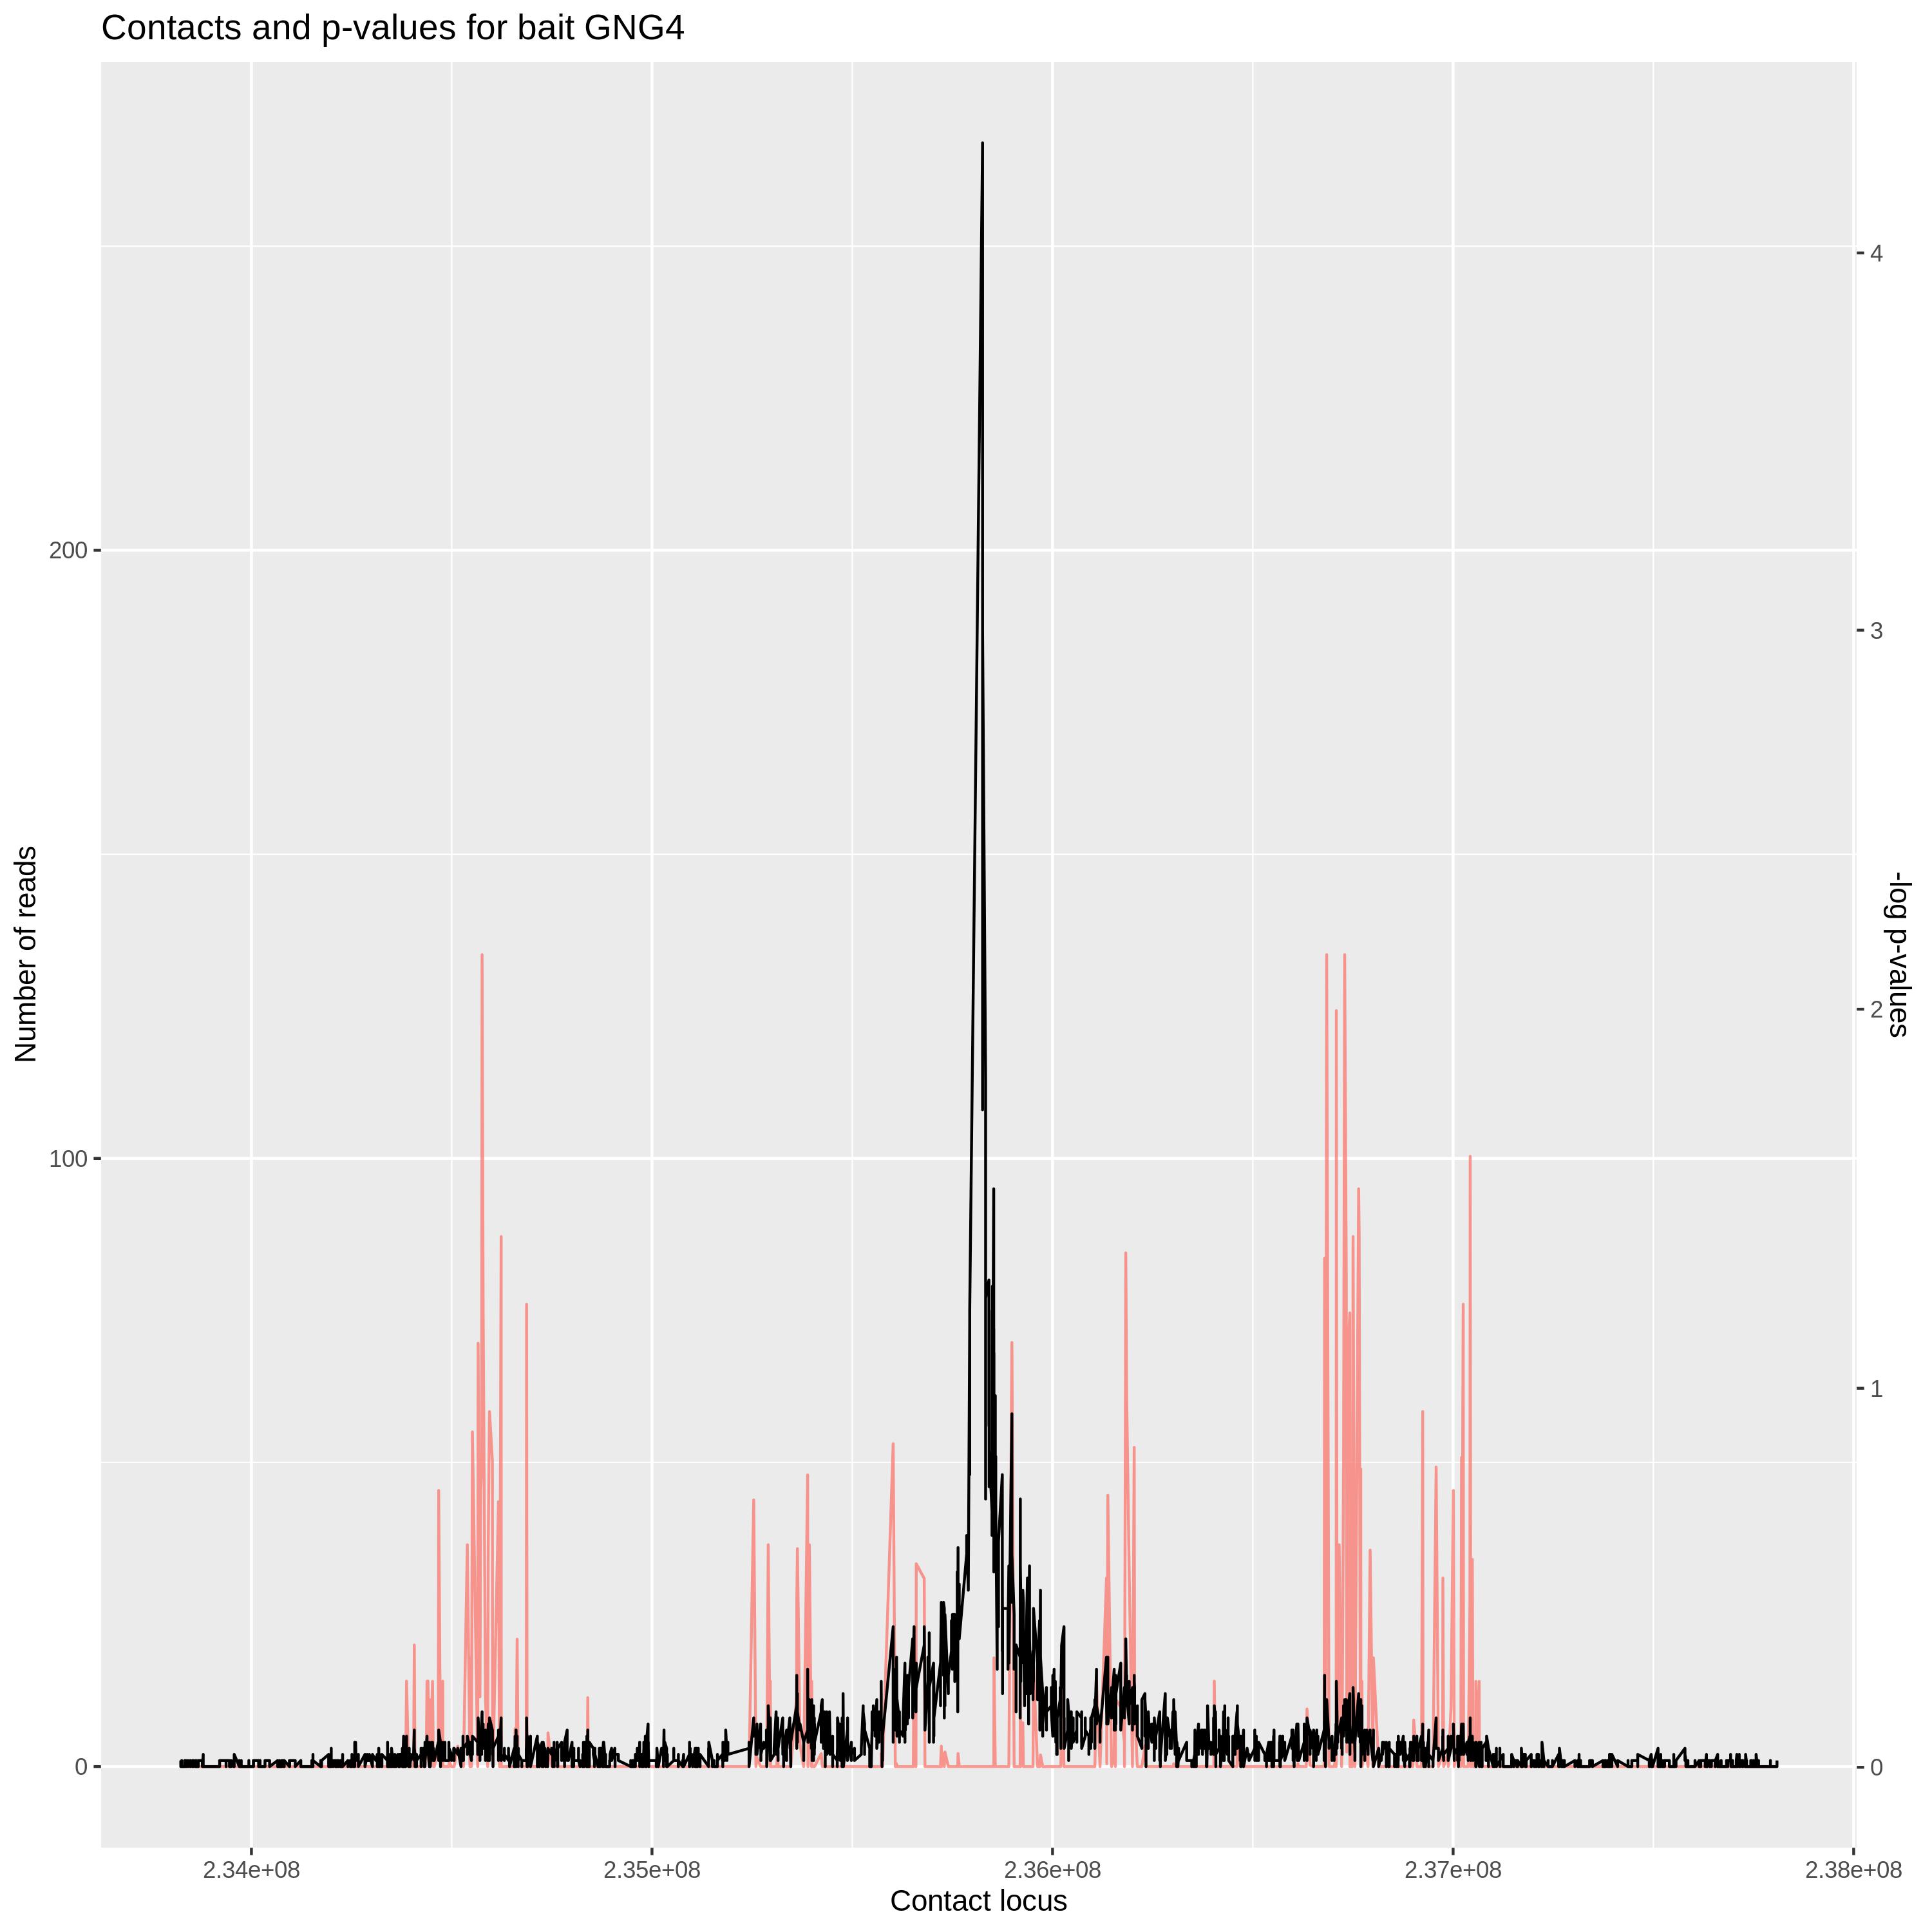 Contacts and p-values for bait GNG4
Number of reads
200
100
0
4
3
2
1
0
-log p-values
2.34e+08
2.35e+08
2.36e+08
2.37e+08
2.38e+08
Contact locus